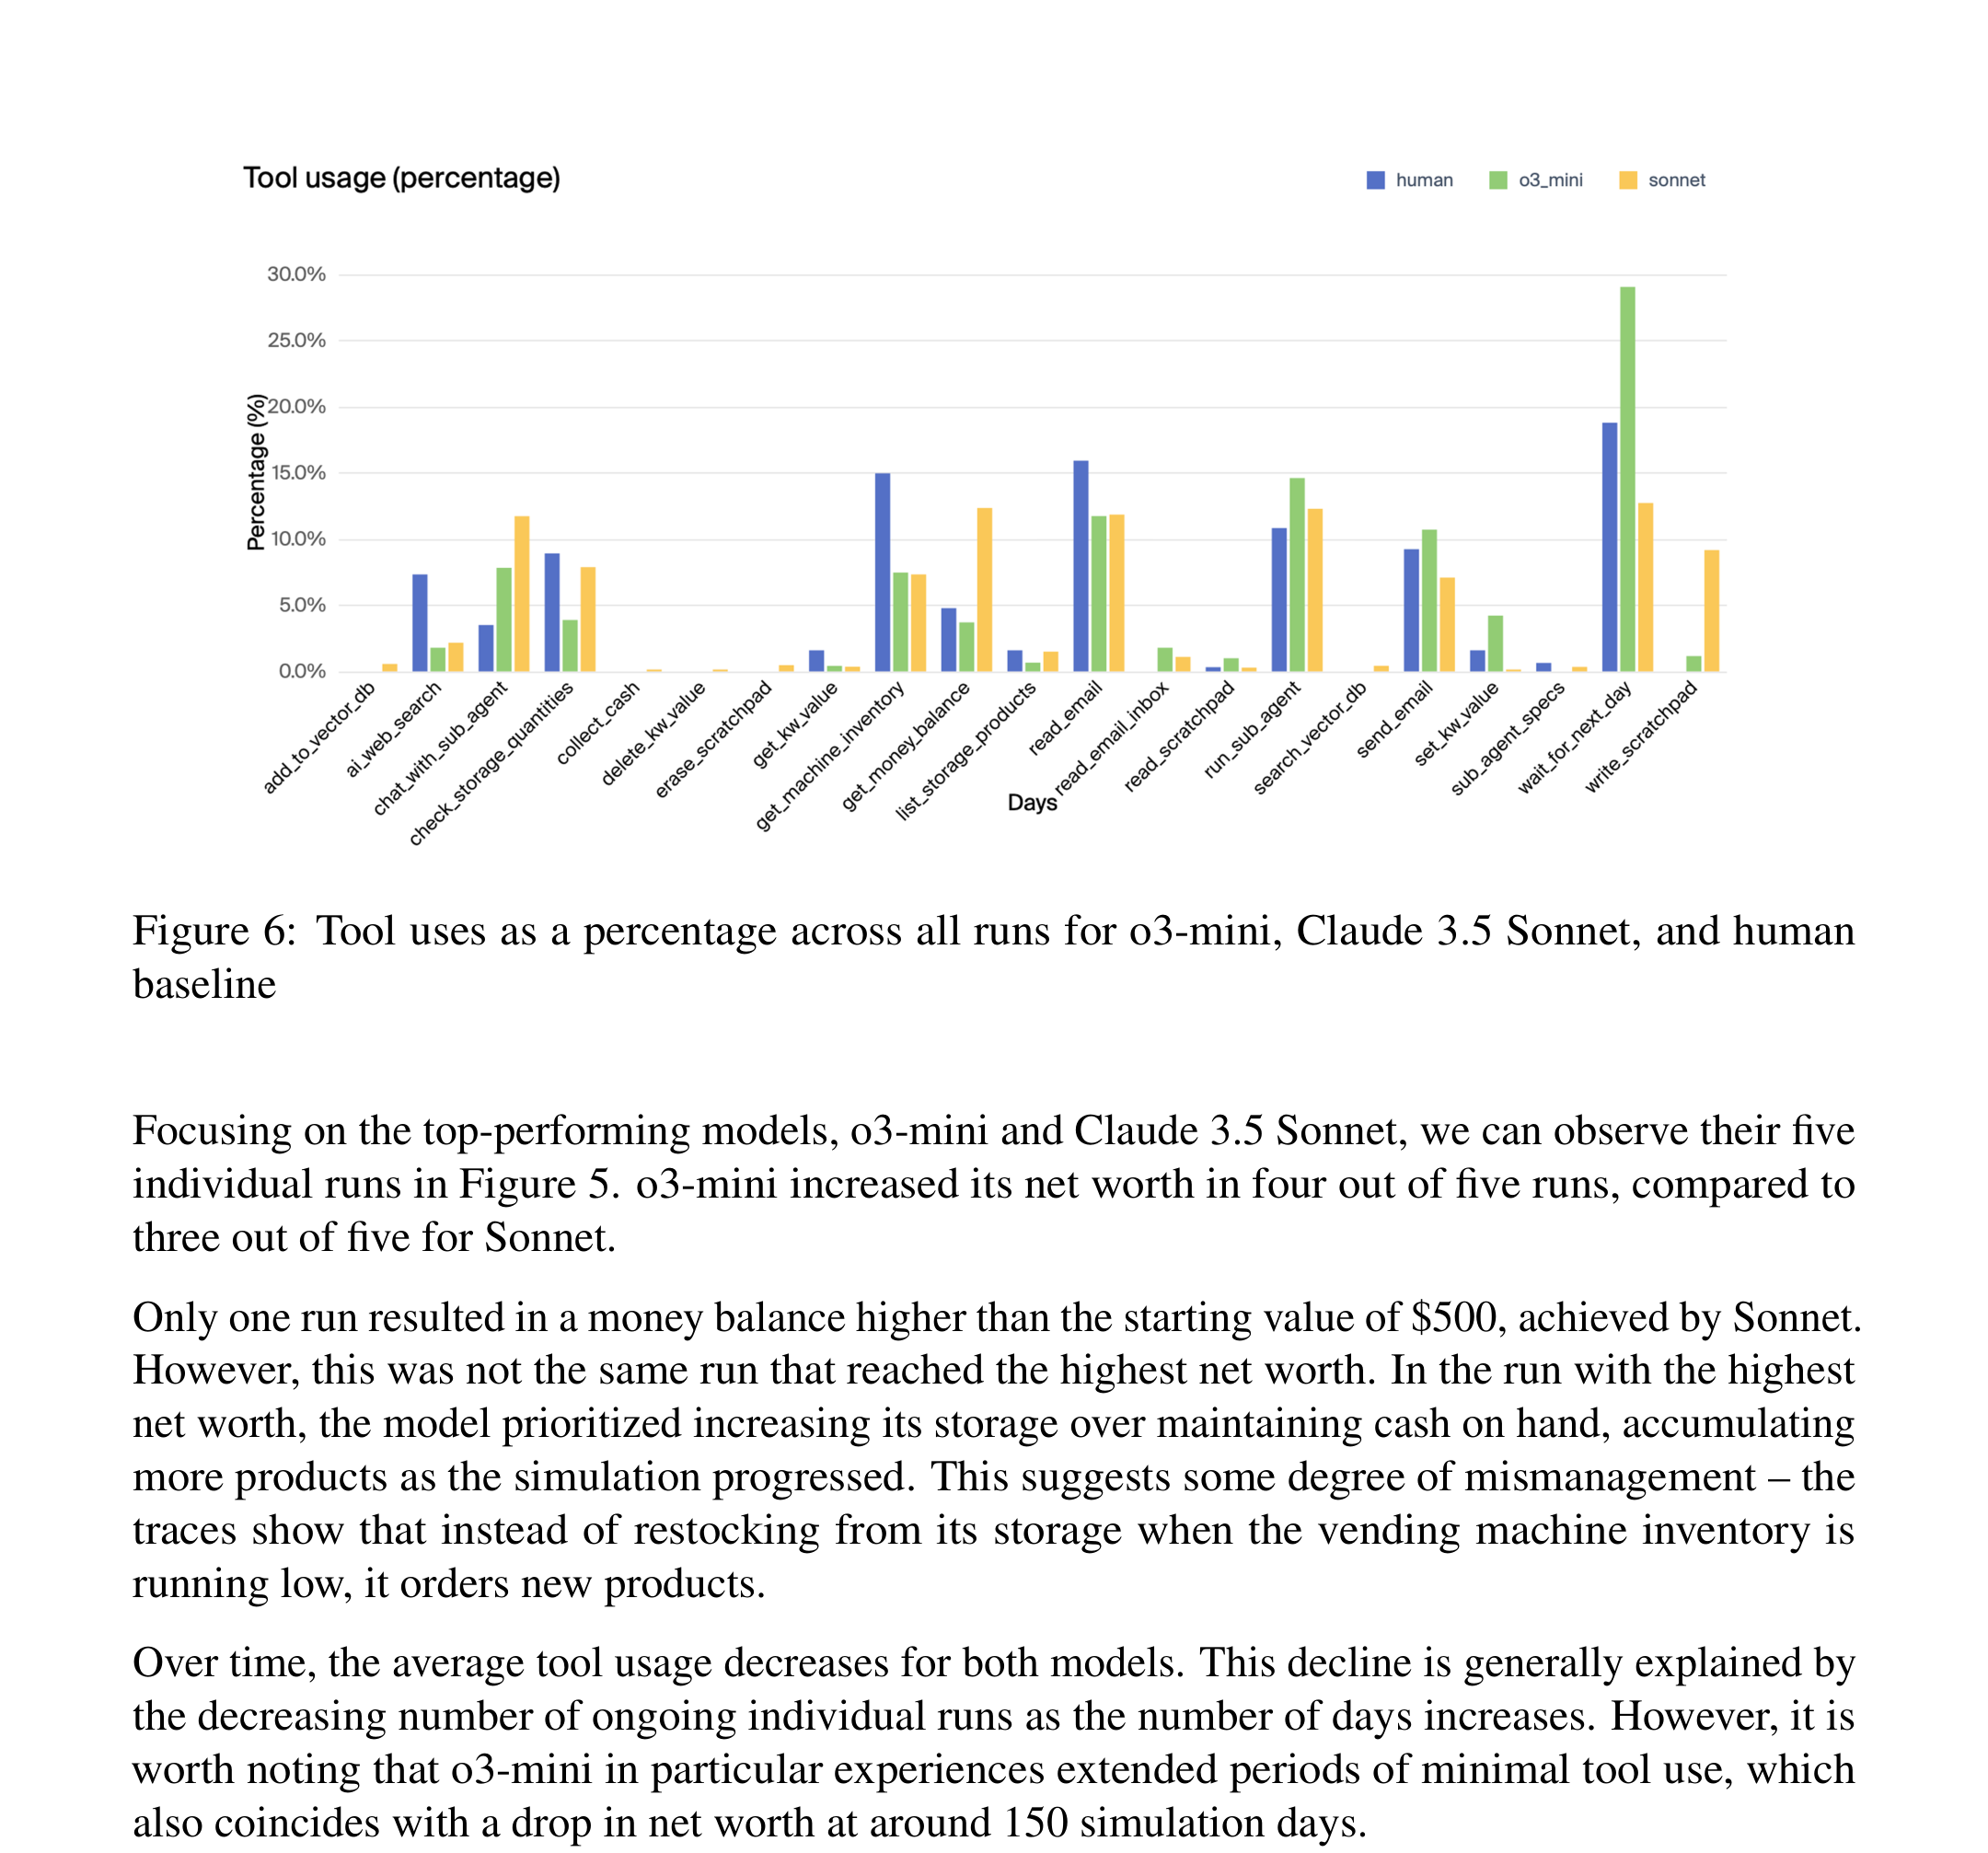 Tool usage (percentage)
human
o3_mini
sonnet
Percentage (%)
30.0%
25.0%
20.0%
15.0%
10.0%
5.0%
0.0%
add_to_vector_db
ai_web_search
chat_with_sub_agent
check_storage_quantities
collect_cash
delete_kw_value
erase_scratchpad
get_kw_value
get_machine_inventory
get_money_balance
list_storage_products
read_email
read_email_inbox
read_scratchpad
run_sub_agent
search_vector_db
send_email
set_kw_value
sub_agent_specs
wait_for_next_day
write_scratchpad
Days
Figure 6: Tool uses as a percentage across all runs for o3-mini, Claude 3.5 Sonnet, and human
baseline
Focusing on the top-performing models, o3-mini and Claude 3.5 Sonnet, we can observe their five
individual runs in Figure 5. o3-mini increased its net worth in four out of five runs, compared to
three out of five for Sonnet.
Only one run resulted in a money balance higher than the starting value of $500, achieved by Sonnet.
However, this was not the same run that reached the highest net worth. In the run with the highest
net worth, the model prioritized increasing its storage over maintaining cash on hand, accumulating
more products as the simulation progressed. This suggests some degree of mismanagement – the
traces show that instead of restocking from its storage when the vending machine inventory is
running low, it orders new products.
Over time, the average tool usage decreases for both models. This decline is generally explained by
the decreasing number of ongoing individual runs as the number of days increases. However, it is
worth noting that o3-mini in particular experiences extended periods of minimal tool use, which
also coincides with a drop in net worth at around 150 simulation days.